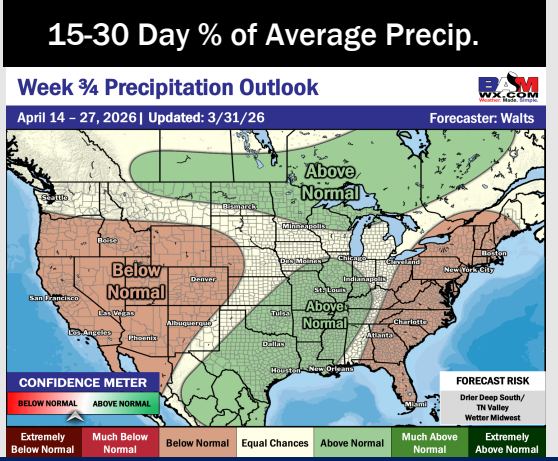 15-30 Day % of Average Precip.
Week ¾ Precipitation Outlook
BAM
WX.COM
Weather. Made. Simple.
April 14 – 27, 2026| Updated: 3/31/26
Forecaster: Walts
Above
Normal
Seattle
Bismarck
Minneapolis
Boise
Boston
Chicago
Cleveland
Des Moines
New York City
Below
Normal
Denver
Indianapolis
San Francisco
St. Louis
Above
Normal
Las Vegas
Tulsa
Charlotte
Albuquerque
Los Angeles
Phoenix
Atlanta
Dallas
Houston
New Orleans
Miami
CONFIDENCE METER
BELOW NORMAL
ABOVE NORMAL
FORECAST RISK
Drier Deep South/
TN Valley
Wetter Midwest
Extremely
Below Normal
Much Below
Normal
Below Normal
Equal Chances
Above Normal
Much Above
Normal
Extremely
Above Normal